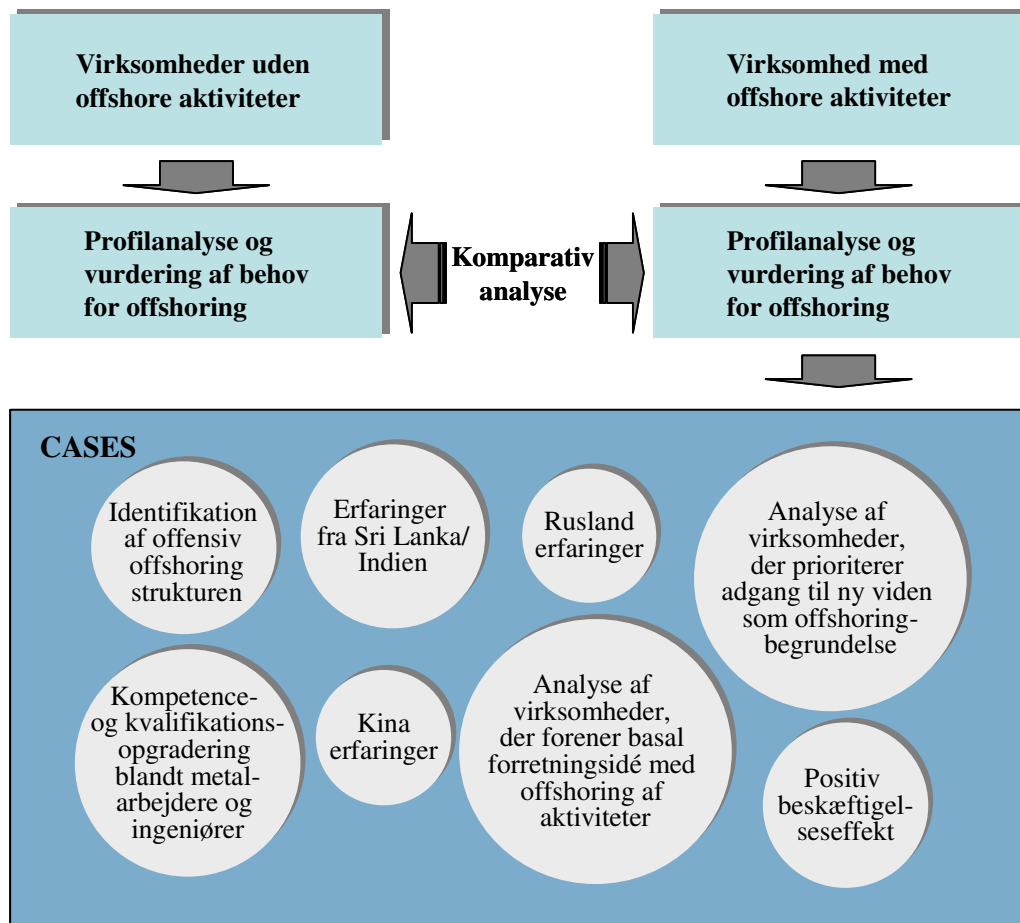 Virksomheder uden
offshore aktiviteter
Virksomhed med
offshore aktiviteter
Profilanalyse og
vurdering af behov
for offshoring
Komparativ
analyse
Profilanalyse og
vurdering af behov
for offshoring
CASES
Identifikation
af offensiv
offshoring
strukturen
Erfaringer
fra Sri Lanka/
Indien
Rusland
erfaringer
Analyse af
virksomheder,
der prioriterer
adgang til ny viden
som offshoring-
begrundelse
Kompetence-
og kvalifikations-
opgradering
blandt metal-
arbejdere og
ingeniører
Kina
erfaringer
Analyse af
virksomheder,
der forener basal
forretningsidé med
offshoring af
aktiviteter
Positiv
beskæftigel-
seseffekt